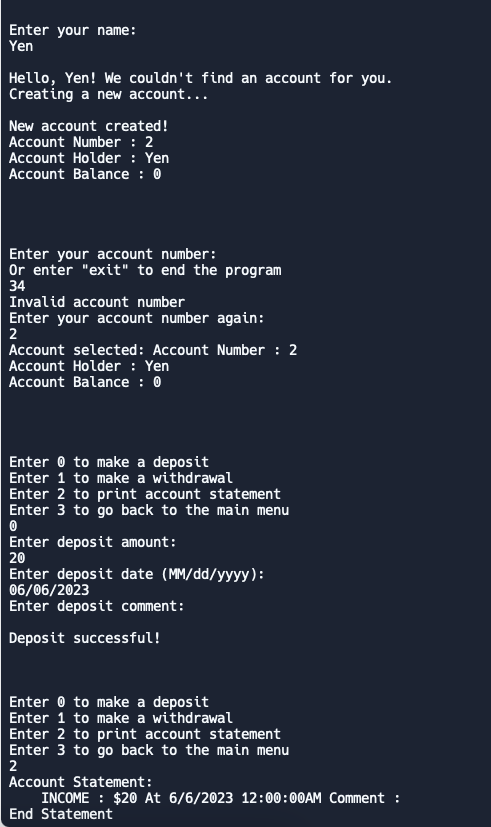 Enter your name:
Yen
Hello, Yen! We couldn't find an account for you.
Creating a new account...
New account created!
Account Number : 2
Account Holder : Yen
Account Balance : 0
Enter your account number:
Or enter "exit" to end the program
34
Invalid account number
Enter your account number again:
2
Account selected: Account Number : 2
Account Holder : Yen
Account Balance : 0
Enter 0 to make a deposit
Enter 1 to make a withdrawal
Enter 2 to print account statement
Enter 3 to go back to the main menu
0
Enter deposit amount:
20
Enter deposit date (MM/dd/yyyy):
06/06/2023
Enter deposit comment:
Deposit successful!
Enter 0 to make a deposit
Enter 1 to make a withdrawal
Enter 2 to print account statement
Enter 3 to go back to the main menu
2
Account Statement:
    INCOME : $20 At 6/6/2023 12:00:00AM Comment :
End Statement